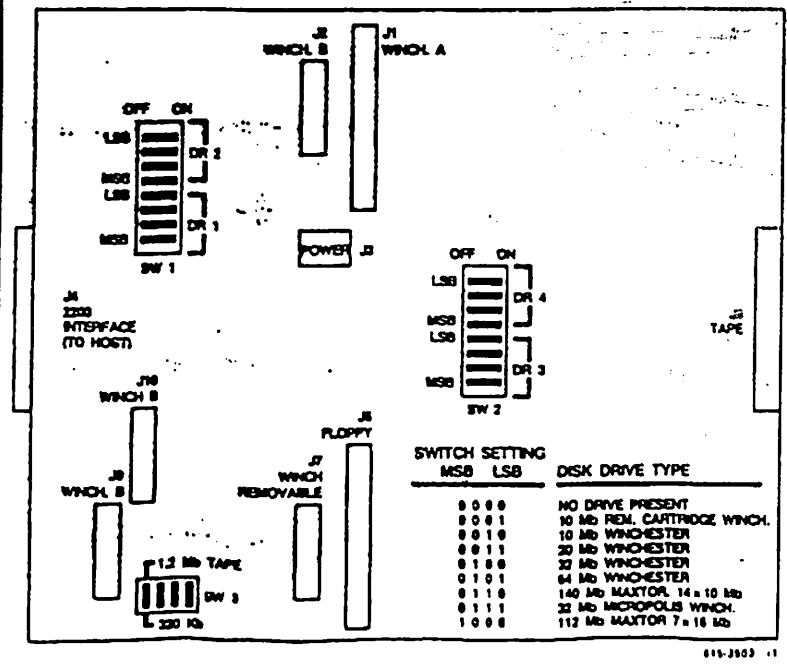 J2
WINCH. B
J1
WINCH. A
OFF ON
LSB
MSB
DR 2
LSB
MSB
DR 1
SW 1
POWER J3
J4
2200
INTERFACE
(TO HOST)
OFF ON
LSB
MSB
DR 4
LSB
MSB
DR 3
SW 2
TAPE
J10
WINCH B
J9
WINCH. B
J7
WINCH
REMOVABLE
J6
FLOPPY
1.2 Mb TAPE
SW 3
330 Kb
SWITCH SETTING
MSB LSB DISK DRIVE TYPE
0 0 0 0 NO DRIVE PRESENT
0 0 0 1 10 Mb REM. CARTRIDGE WINCH.
0 0 1 0 10 Mb WINCHESTER
0 0 1 1 20 Mb WINCHESTER
0 1 0 0 32 Mb WINCHESTER
0 1 0 1 64 Mb WINCHESTER
0 1 1 0 140 Mb MAXTOR. 14 x 10 Mb
0 1 1 1 32 Mb MICROPOLIS WINCH.
1 0 0 0 112 Mb MAXTOR 7 x 16 Mb